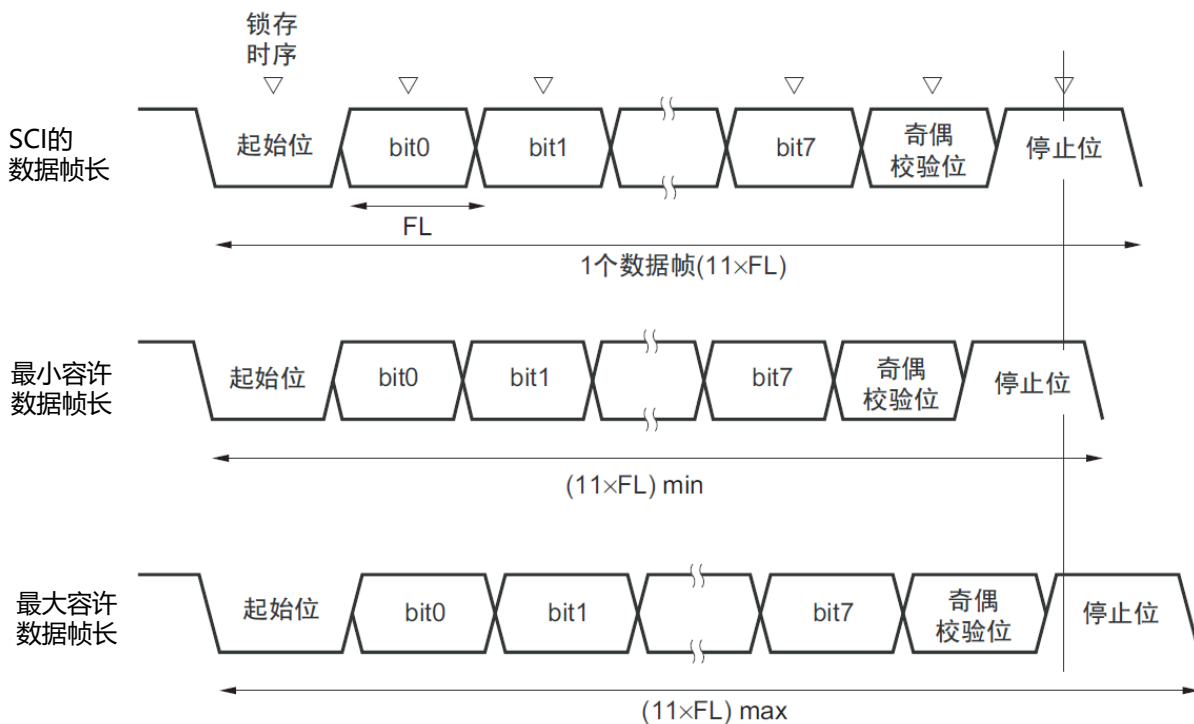 锁存
时序
SCI的
数据帧长
起始位
bit0
bit1
bit7
奇偶
校验位
停止位
FL
1个数据帧(11×FL)
最小容许
数据帧长
起始位
bit0
bit1
bit7
奇偶
校验位
停止位
(11×FL) min
最大容许
数据帧长
起始位
bit0
bit1
bit7
奇偶
校验位
停止位
(11×FL) max